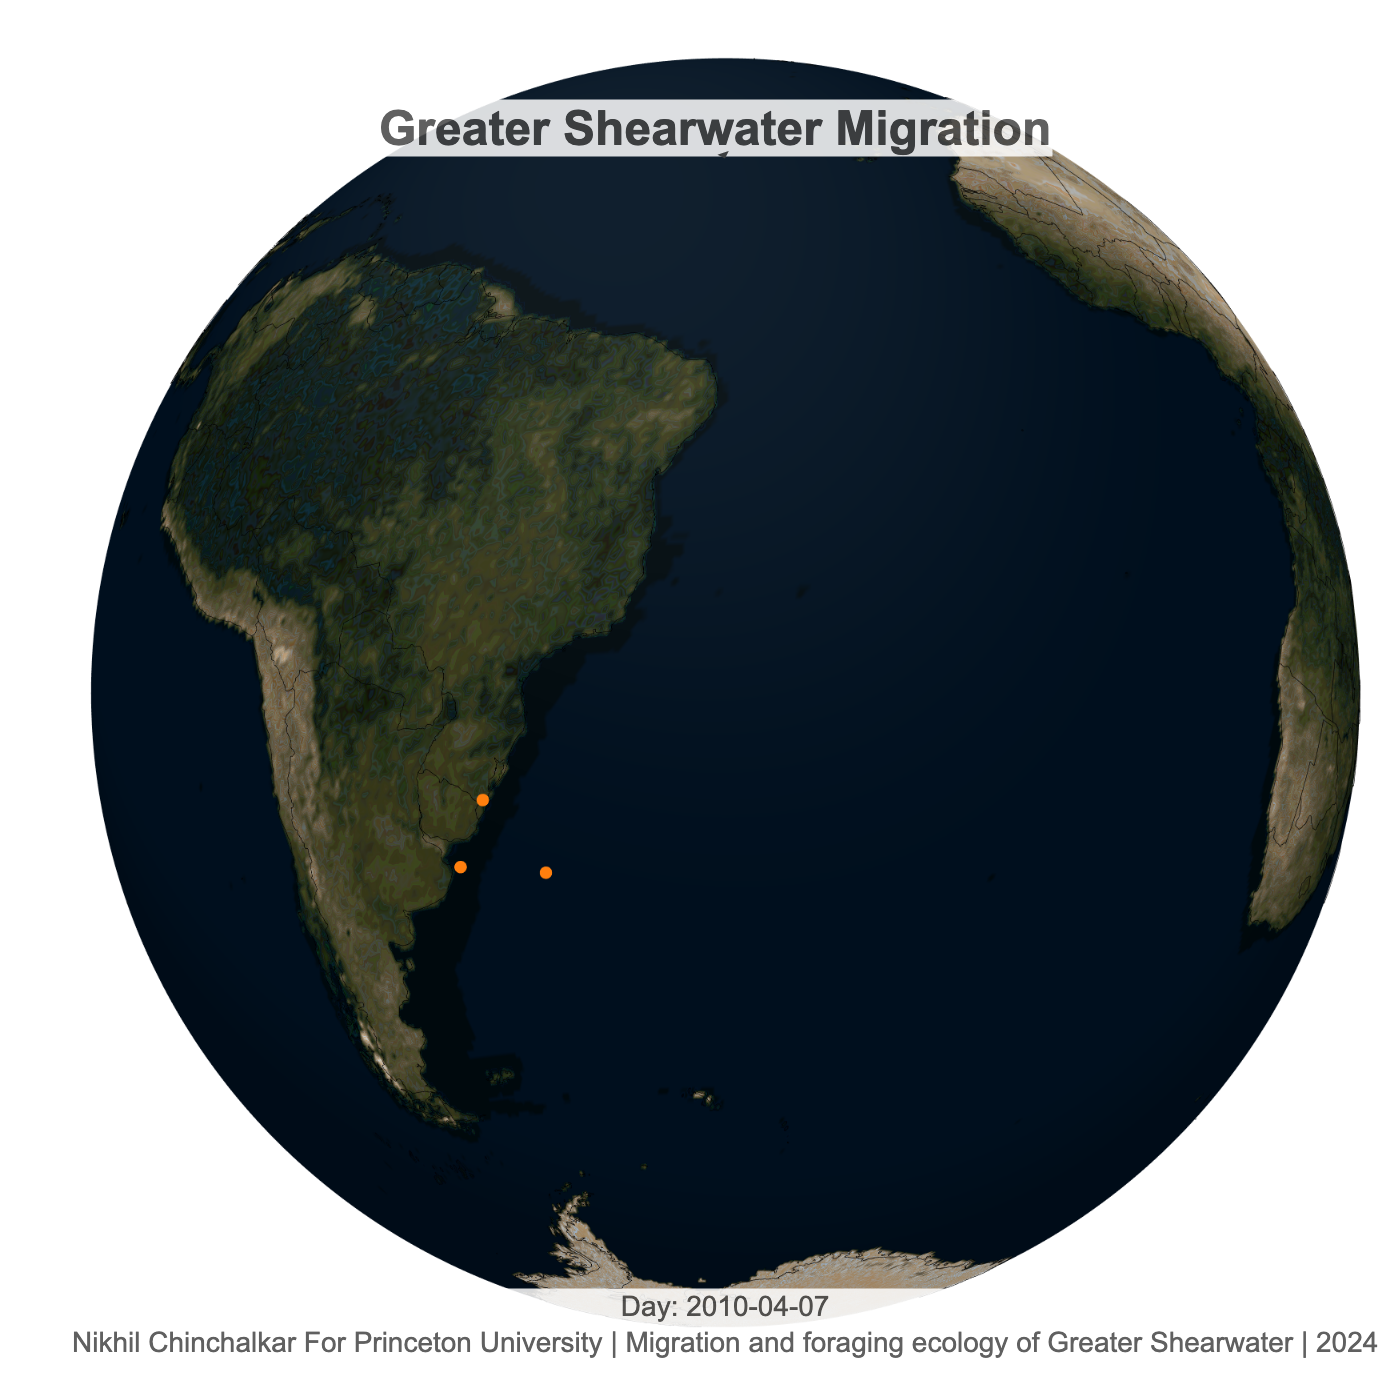 Greater Shearwater Migration
Day: 2010-04-07
Nikhil Chinchalkar For Princeton University | Migration and foraging ecology of Greater Shearwater | 2024